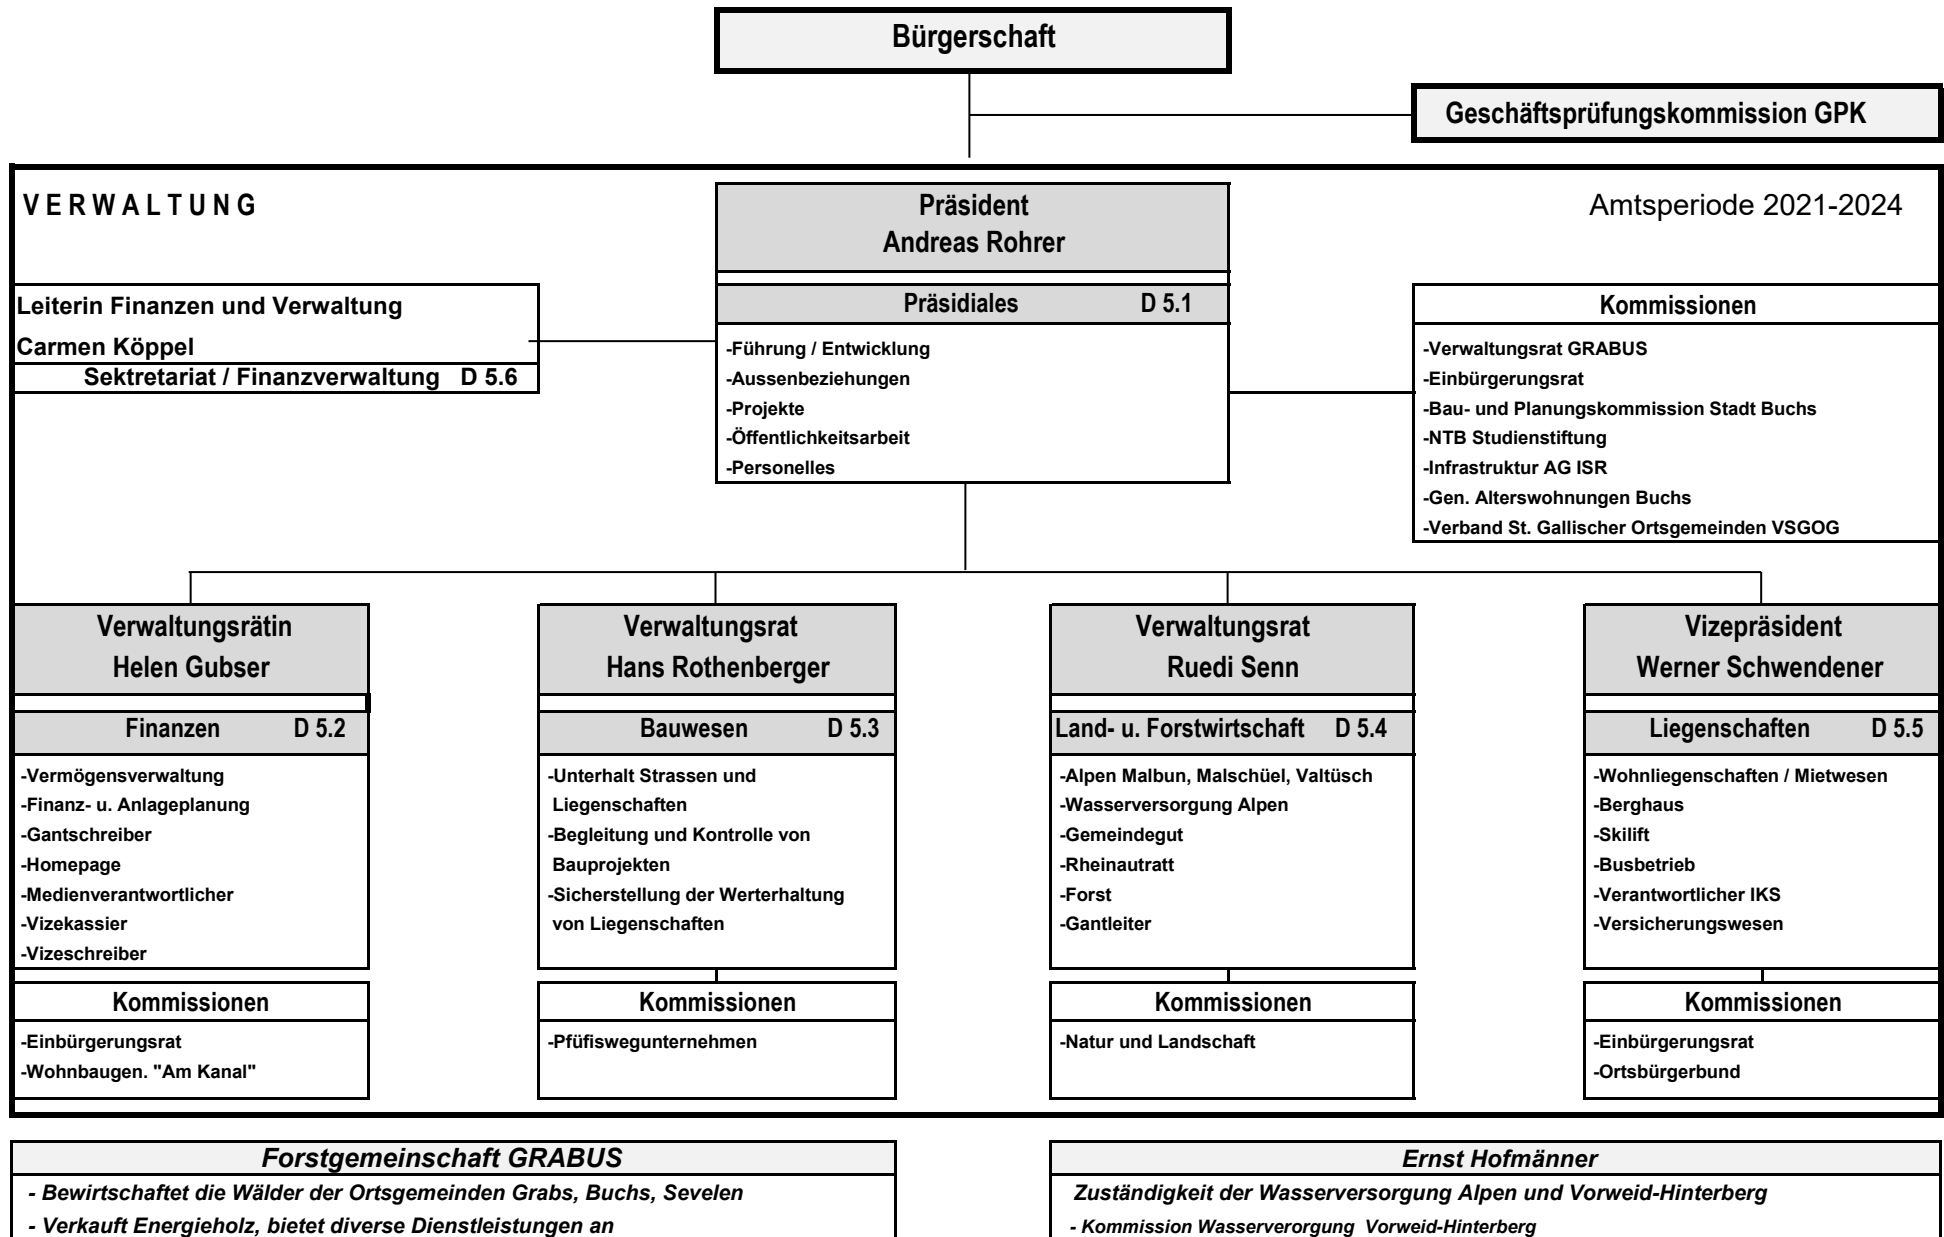 Bürgerschaft
Geschäftsprüfungskommission GPK
VERWALTUNG
Präsident
Andreas Rohrer
Amtsperiode 2021-2024
Leiterin Finanzen und Verwaltung
Carmen Köppel
Sektretariat / Finanzverwaltung D 5.6
Präsidiales D 5.1
-Führung / Entwicklung
-Aussenbeziehungen
-Projekte
-Öffentlichkeitsarbeit
-Personelles
Kommissionen
-Verwaltungsrat GRABUS
-Einbürgerungsrat
-Bau- und Planungskommission Stadt Buchs
-NTB Studienstiftung
-Infrastruktur AG ISR
-Gen. Alterswohnungen Buchs
-Verband St. Gallischer Ortsgemeinden VSGOG
Verwaltungsrätin
Helen Gubser
Finanzen D 5.2
-Vermögensverwaltung
-Finanz- u. Anlageplanung
-Gantschreiber
-Homepage
-Medienverantwortlicher
-Vizekassier
-Vizeschreiber
Kommissionen
-Einbürgerungsrat
-Wohnbaugen. "Am Kanal"
Verwaltungsrat
Hans Rothenberger
Bauwesen D 5.3
-Unterhalt Strassen und
Liegenschaften
-Begleitung und Kontrolle von
Bauprojekten
-Sicherstellung der Werterhaltung
von Liegenschaften
Kommissionen
-Pfüfiswegunternehmen
Verwaltungsrat
Ruedi Senn
Land- u. Forstwirtschaft D 5.4
-Alpen Malbun, Malschüel, Valtüsch
-Wasserversorgung Alpen
-Gemeindegut
-Rheinautratt
-Forst
-Gantleiter
Kommissionen
-Natur und Landschaft
Vizepräsident
Werner Schwendener
Liegenschaften D 5.5
-Wohnliegenschaften / Mietwesen
-Berghaus
-Skilift
-Busbetrieb
-Verantwortlicher IKS
-Versicherungswesen
Kommissionen
-Einbürgerungsrat
-Ortsbürgerbund
Forstgemeinschaft GRABUS
- Bewirtschaftet die Wälder der Ortsgemeinden Grabs, Buchs, Sevelen
- Verkauft Energieholz, bietet diverse Dienstleistungen an
Ernst Hofmänner
Zuständigkeit der Wasserversorgung Alpen und Vorweid-Hinterberg
- Kommission Wasserverorgung Vorweid-Hinterberg